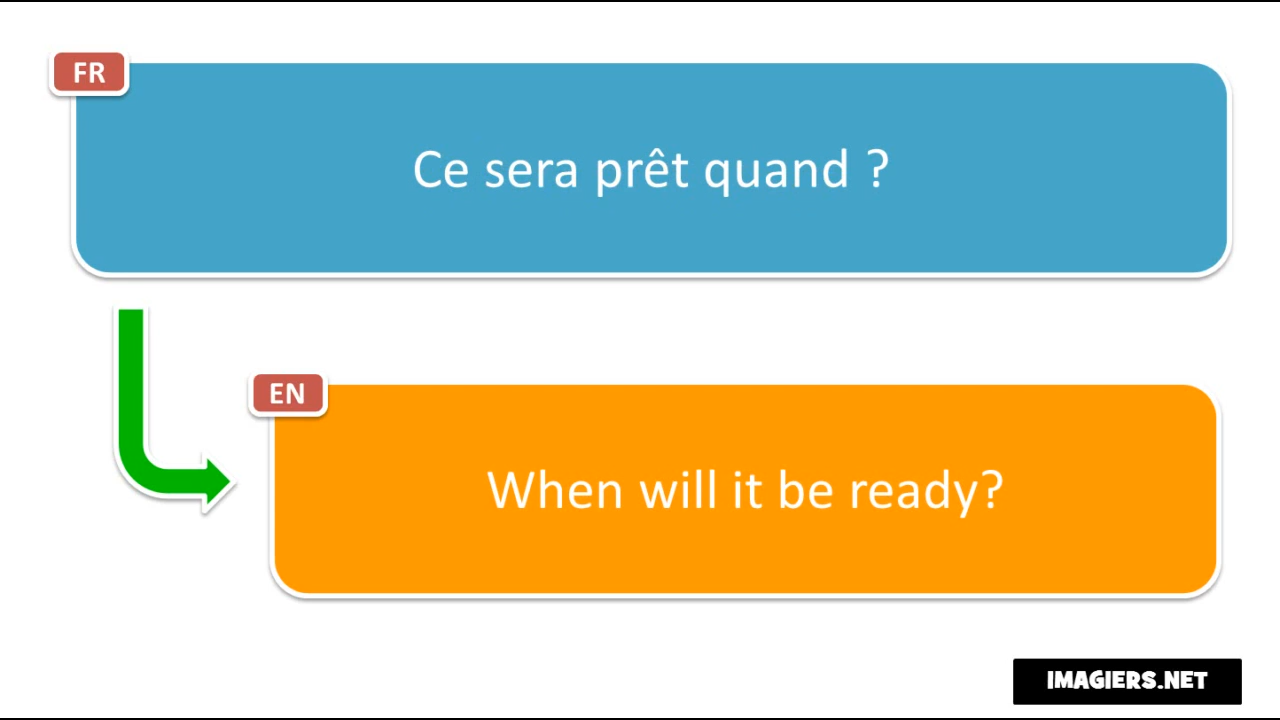 FR
Ce sera prêt quand ?
EN
When will it be ready?
IMAGIERS.NET